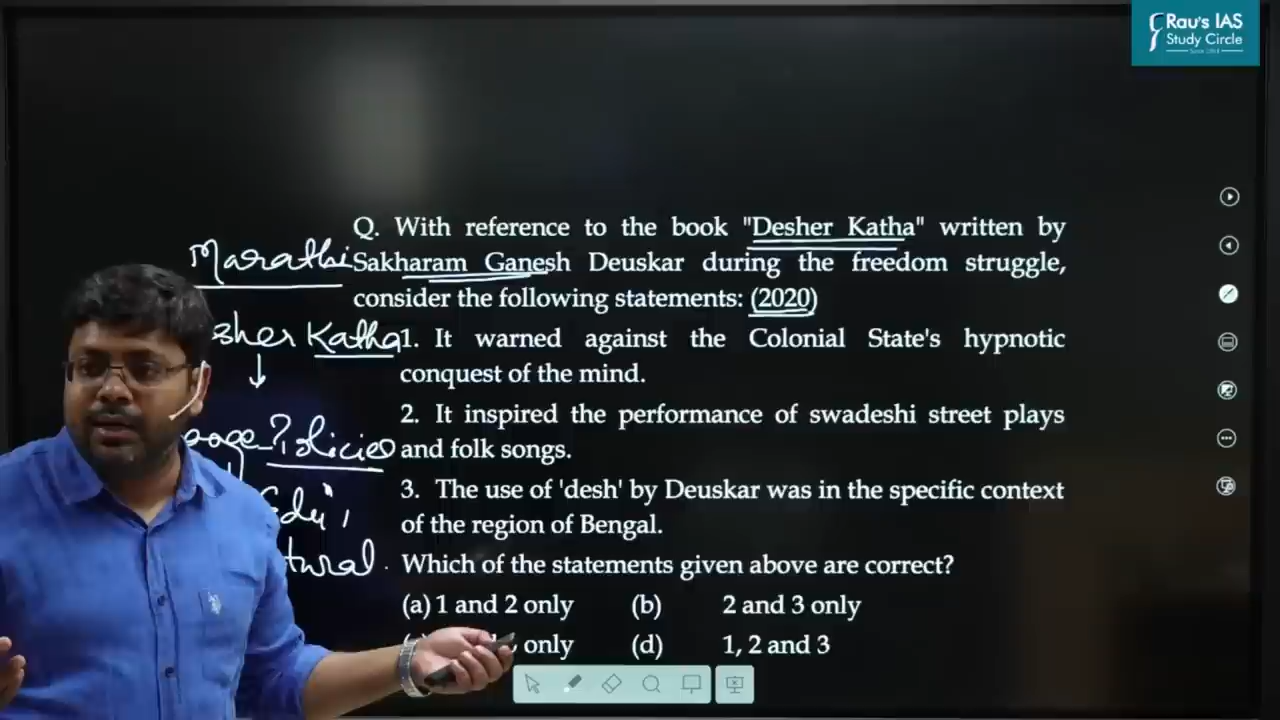 Rau's IAS
Study Circle
Q. With reference to the book "Desher Katha" written by
Marathi
Sakharam Ganesh Deuskar during the freedom struggle,
consider the following statements: (2020)
Katha
1. It warned against the Colonial State's hypnotic
conquest of the mind.
2. It inspired the performance of swadeshi street plays
Policies
and folk songs.
3. The use of 'desh' by Deuskar was in the specific context
of the region of Bengal.
Which of the statements given above are correct?
(a) 1 and 2 only (b) 2 and 3 only
only (d) 1, 2 and 3